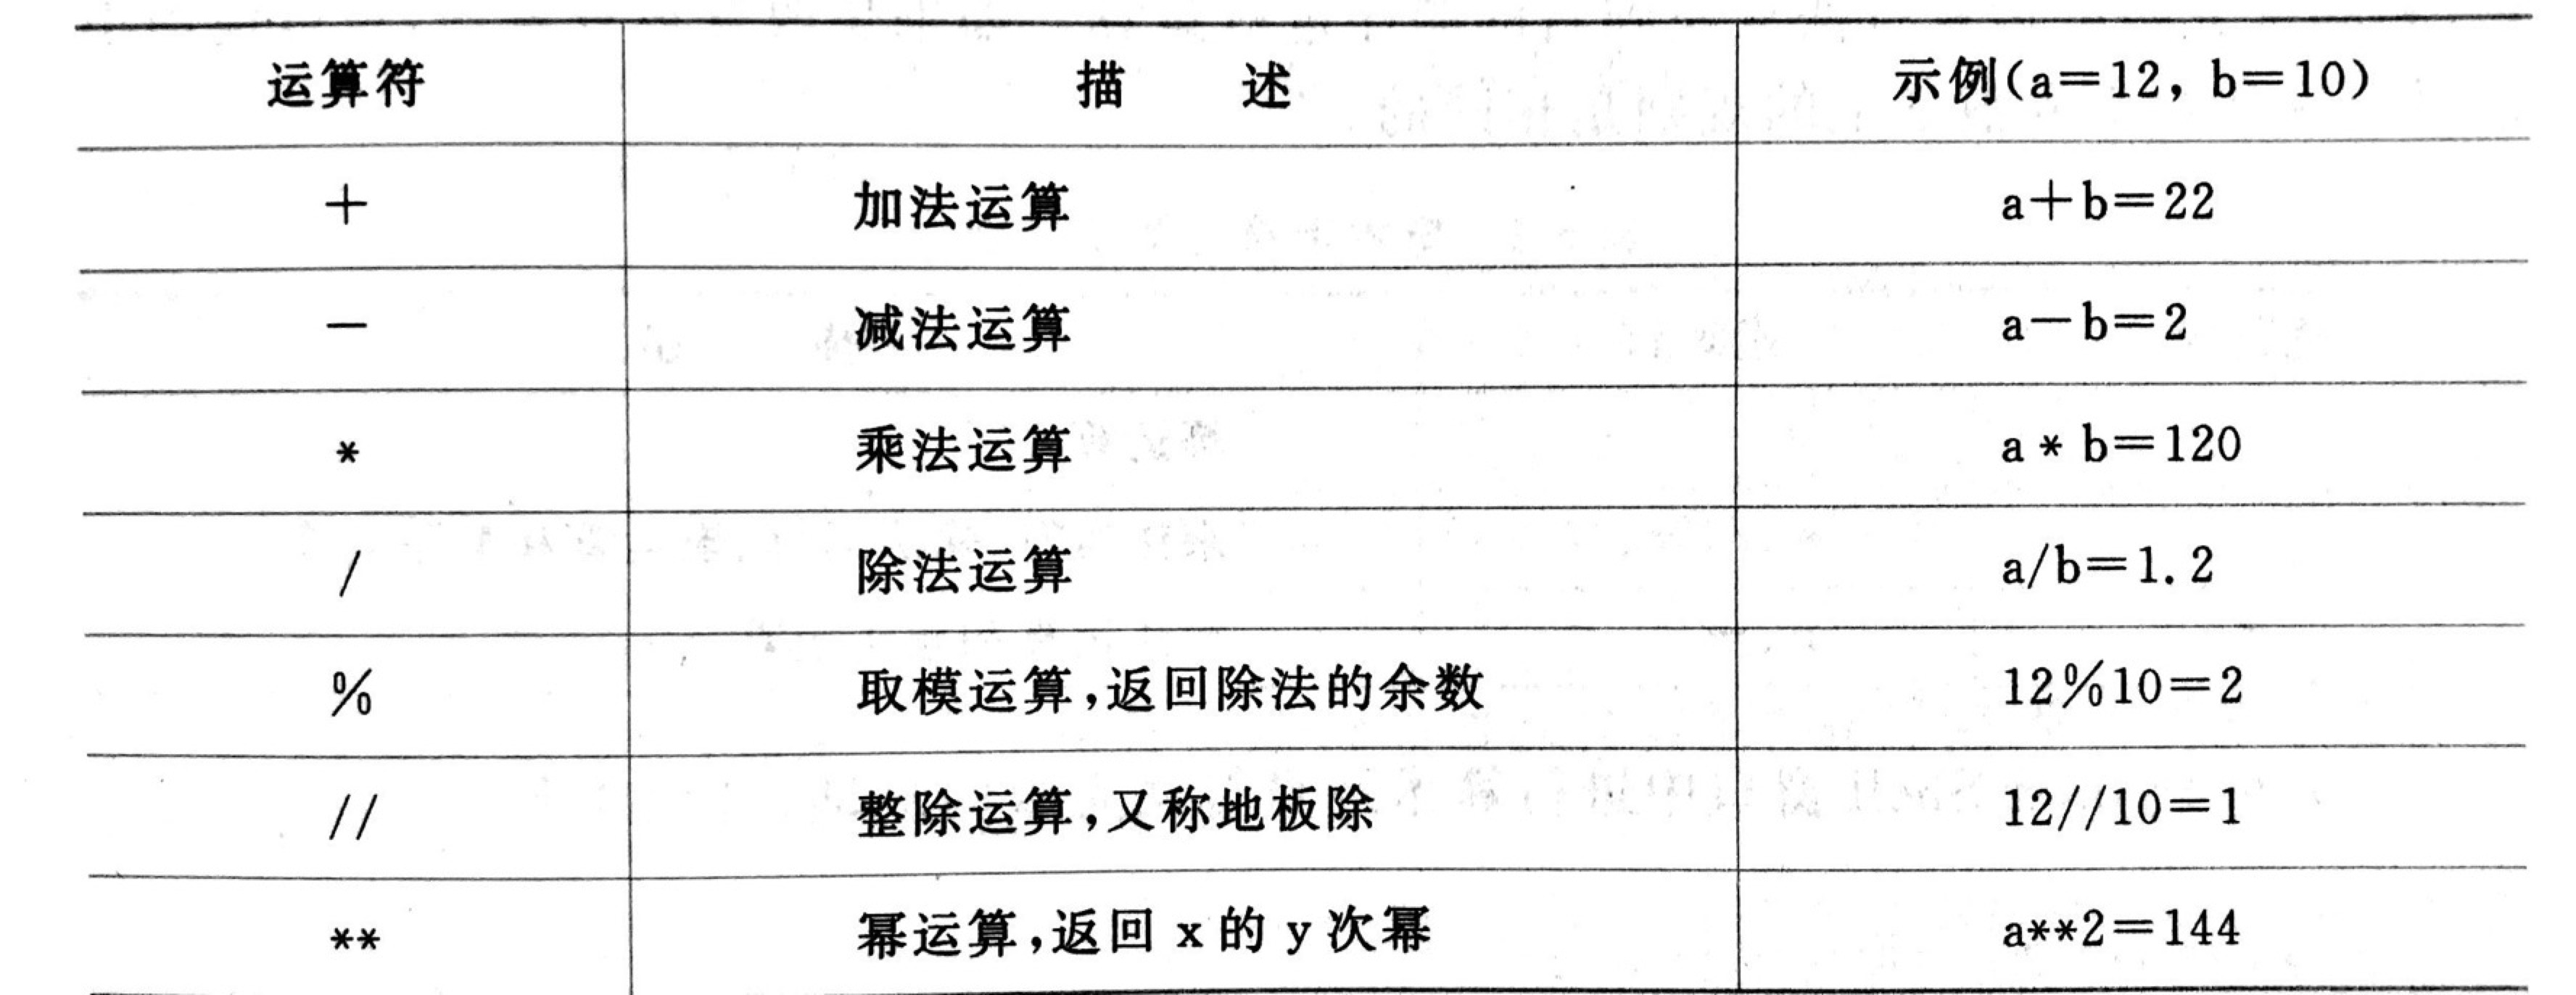 运算符 描 述 示例(a=12, b=10)
+ 加法运算 a+b=22
- 减法运算 a-b=2
* 乘法运算 a * b=120
/ 除法运算 a/b=1.2
% 取模运算,返回除法的余数 12%10=2
// 整除运算,又称地板除 12//10=1
** 幂运算,返回 x 的 y 次幂 a**2=144